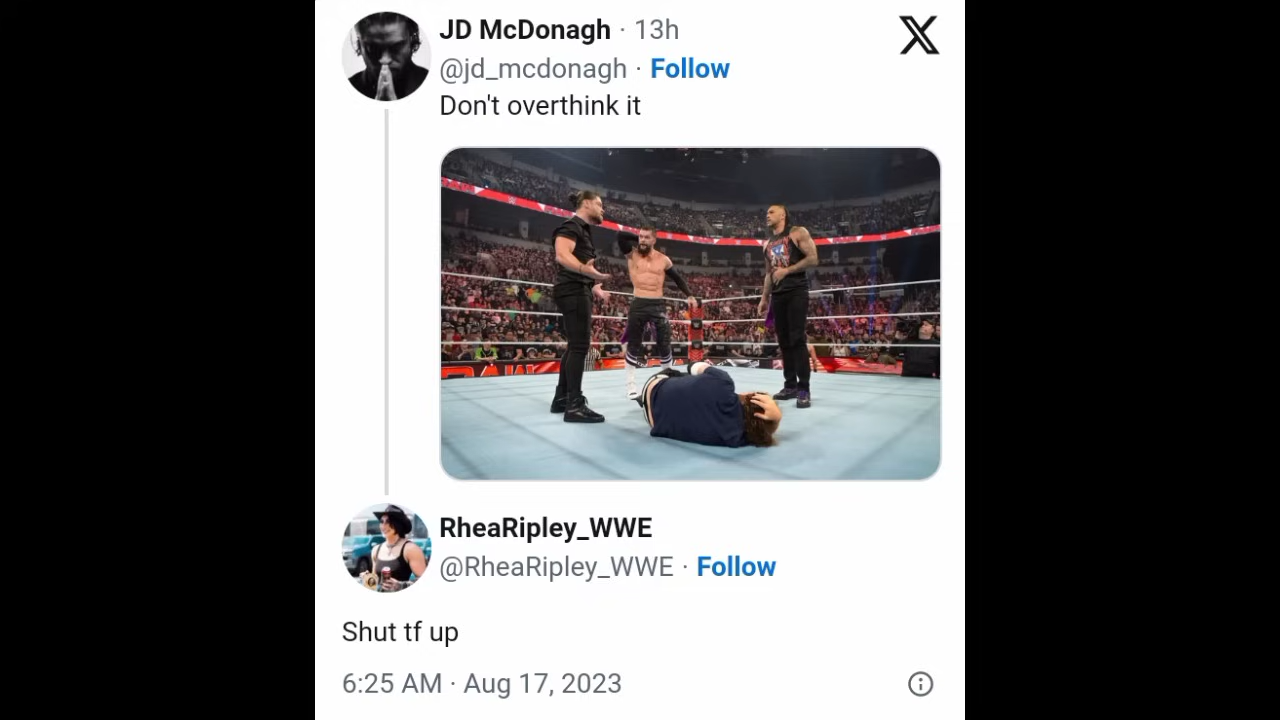 JD McDonagh · 13h
@jd_mcdonagh · Follow
Don't overthink it
RheaRipley_WWE
@RheaRipley_WWE · Follow
Shut tf up
6:25 AM · Aug 17, 2023